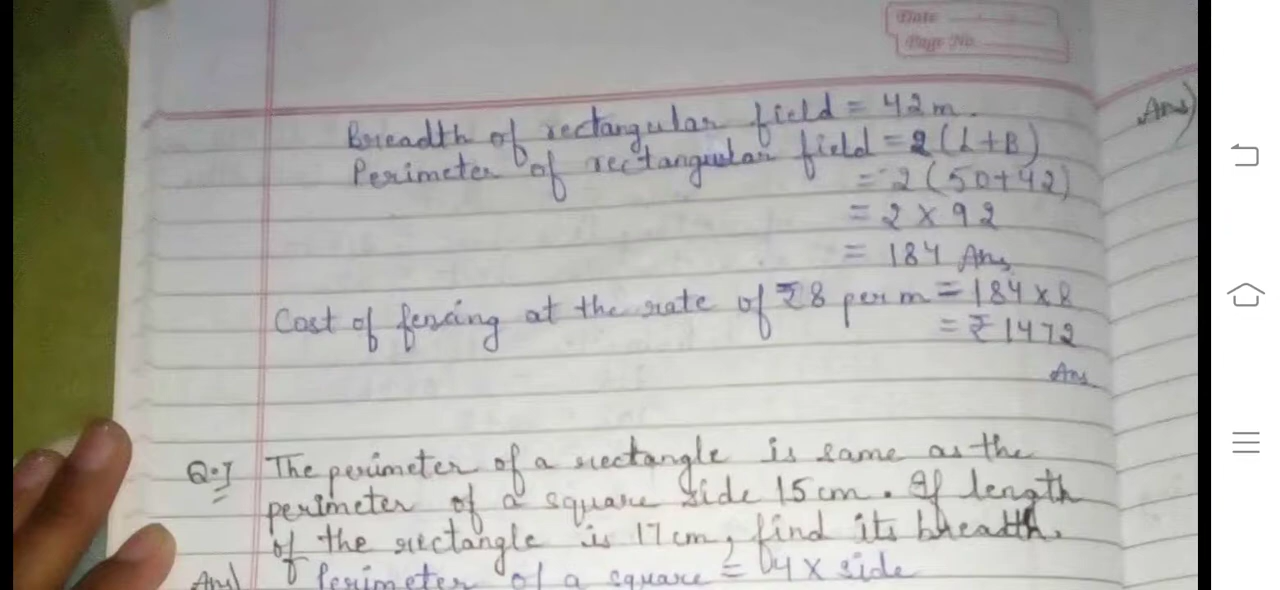 Date
Page No
Breadth of rectangular field = 42 m.
Perimeter of rectangular field = 2 (L+B)
= 2 (50+42)
= 2 × 92
= 184 Ans
Cost of fencing at the rate of ₹8 per m = 184 × 8
= ₹ 1472
Ans
Ans)
Q.7 The perimeter of a rectangle is same as the
perimeter of a square side 15 cm. If length
of the rectangle is 17 cm, find its breadth.
Ans) Perimeter of a square = 4 × side